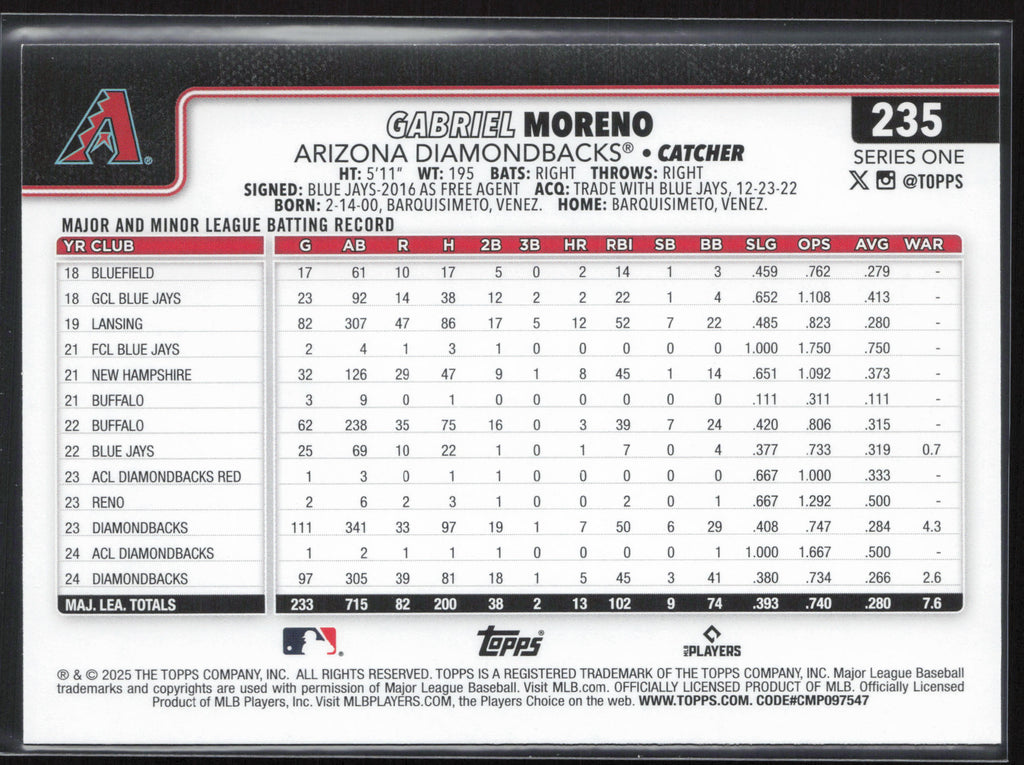 GABRIEL MORENO
235
ARIZONA DIAMONDBACKS® • CATCHER
SERIES ONE
HT: 5'11" WT: 195 BATS: RIGHT THROWS: RIGHT
@TOPPS
SIGNED: BLUE JAYS-2016 AS FREE AGENT ACQ: TRADE WITH BLUE JAYS, 12-23-22
BORN: 2-14-00, BARQUISIMETO, VENEZ. HOME: BARQUISIMETO, VENEZ.
MAJOR AND MINOR LEAGUE BATTING RECORD
YR CLUB G AB R H 2B 3B HR RBI SB BB SLG OPS AVG WAR
18 BLUEFIELD 17 61 10 17 5 0 2 14 1 3 .459 .762 .279 -
18 GCL BLUE JAYS 23 92 14 38 12 2 2 22 1 4 .652 1.108 .413 -
19 LANSING 82 307 47 86 17 5 12 52 7 22 .485 .823 .280 -
21 FCL BLUE JAYS 2 4 1 3 1 0 0 0 0 0 1.000 1.750 .750 -
21 NEW HAMPSHIRE 32 126 29 47 9 1 8 45 1 14 .651 1.092 .373 -
21 BUFFALO 3 9 0 1 0 0 0 0 0 0 .111 .311 .111 -
22 BUFFALO 62 238 35 75 16 0 3 39 7 24 .420 .806 .315 -
22 BLUE JAYS 25 69 10 22 1 0 1 7 0 4 .377 .733 .319 0.7
23 ACL DIAMONDBACKS RED 1 3 0 1 1 0 0 0 0 0 .667 1.000 .333 -
23 RENO 2 6 2 3 1 0 0 2 0 1 .667 1.292 .500 -
23 DIAMONDBACKS 111 341 33 97 19 1 7 50 6 29 .408 .747 .284 4.3
24 ACL DIAMONDBACKS 1 2 1 1 1 0 0 0 0 1 1.000 1.667 .500 -
24 DIAMONDBACKS 97 305 39 81 18 1 5 45 3 41 .380 .734 .266 2.6
MAJ. LEA. TOTALS 233 715 82 200 38 2 13 102 9 74 .393 .740 .280 7.6
topps®
MLB PLAYERS
® & © 2025 THE TOPPS COMPANY, INC. ALL RIGHTS RESERVED. TOPPS IS A REGISTERED TRADEMARK OF THE TOPPS COMPANY, INC. Major League Baseball
trademarks and copyrights are used with permission of Major League Baseball. Visit MLB.com. OFFICIALLY LICENSED PRODUCT OF MLB. Officially Licensed
Product of MLB Players, Inc. Visit MLBPLAYERS.COM, the Players Choice on the web. WWW.TOPPS.COM. CODE#CMP097547